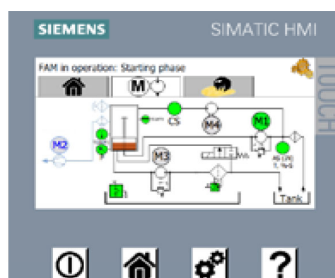 SIEMENS
SIMATIC HMI
TOUCH
FAM in operation: Starting phase
M
CS
M4
M1
M2
M3
Tank
?